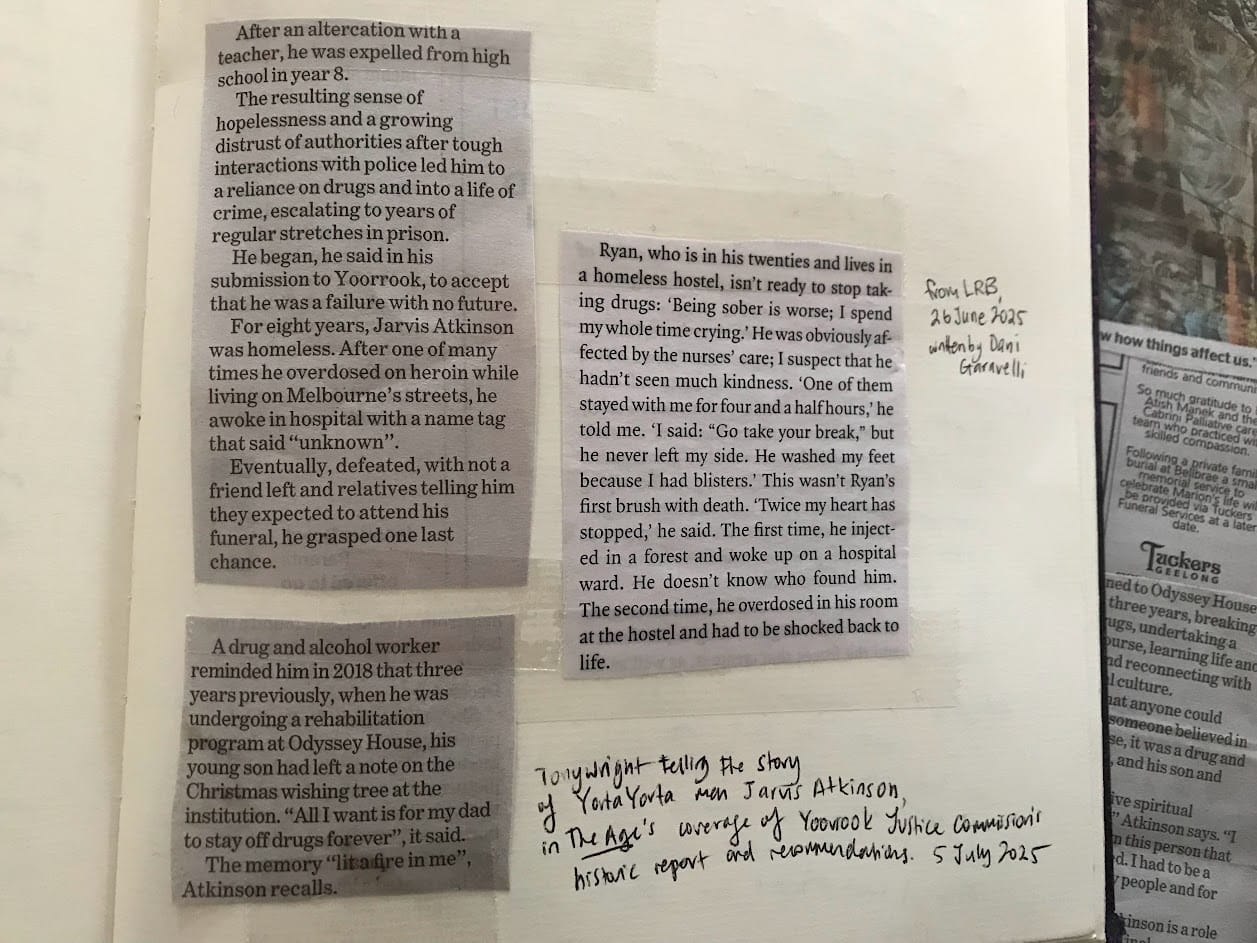 After an altercation with a
teacher, he was expelled from high
school in year 8.
The resulting sense of
hopelessness and a growing
distrust of authorities after tough
interactions with police led him to
a reliance on drugs and into a life of
crime, escalating to years of
regular stretches in prison.
He began, he said in his
submission to Yoorrook, to accept
that he was a failure with no future.
For eight years, Jarvis Atkinson
was homeless. After one of many
times he overdosed on heroin while
living on Melbourne's streets, he
awoke in hospital with a name tag
that said “unknown”.
Eventually, defeated, with not a
friend left and relatives telling him
they expected to attend his
funeral, he grasped one last
chance.
A drug and alcohol worker
reminded him in 2018 that three
years previously, when he was
undergoing a rehabilitation
program at Odyssey House, his
young son had left a note on the
Christmas wishing tree at the
institution. “All I want is for my dad
to stay off drugs forever”, it said.
The memory “lit a fire in me”,
Atkinson recalls.
Ryan, who is in his twenties and lives in
a homeless hostel, isn't ready to stop tak-
ing drugs: ‘Being sober is worse; I spend
my whole time crying.’ He was obviously af-
fected by the nurses' care; I suspect that he
hadn't seen much kindness. ‘One of them
stayed with me for four and a half hours,’ he
told me. ‘I said: “Go take your break,” but
he never left my side. He washed my feet
because I had blisters.’ This wasn't Ryan's
first brush with death. ‘Twice my heart has
stopped,’ he said. The first time, he inject-
ed in a forest and woke up on a hospital
ward. He doesn't know who found him.
The second time, he overdosed in his room
at the hostel and had to be shocked back to
life.
from LRB,
26 June 2025
written by Dani
Garavelli
Tony Wright telling the story
of Yorta Yorta man Jarvis Atkinson,
in The Age's coverage of Yoorrook Justice Commission's
historic report and recommendations. 5 July 2025
w how things affect us.'
friends and communi
So much gratitude to
Atish Manek and the
Cabrini Palliative care
team who practiced wi
skilled compassion.
Following a private famil
burial at Bellbrae a smal
memorial service to
celebrate Marion's life wil
be provided via Tuckers
Funeral Services at a later
date.
Tuckers
GEELONG
ned to Odyssey House
three years, breaking
ugs, undertaking a
ourse, learning life and
nd reconnecting with
l culture.
hat anyone could
someone believed in
se, it was a drug and
, and his son and
ive spiritual
” Atkinson says. “I
n this person that
ed. I had to be a
y people and for
kinson is a role